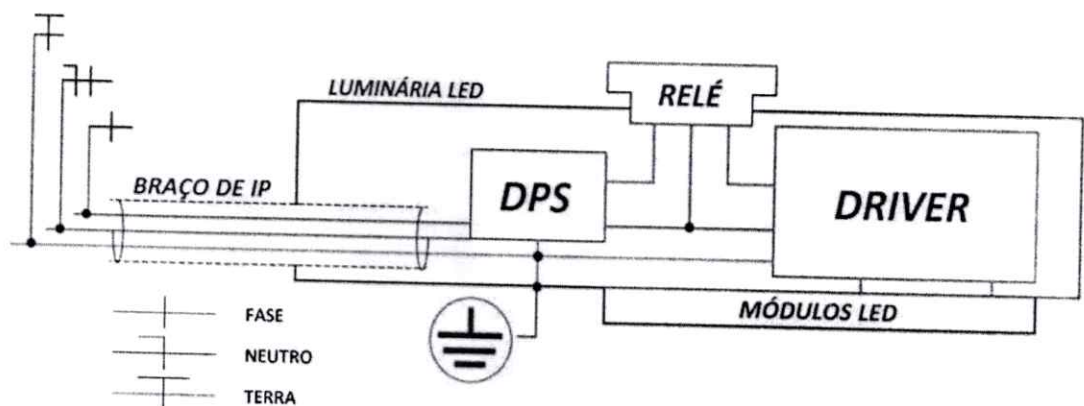 LUMINÁRIA LED
RELÉ
BRAÇO DE IP
DPS
DRIVER
MÓDULOS LED
FASE
NEUTRO
TERRA